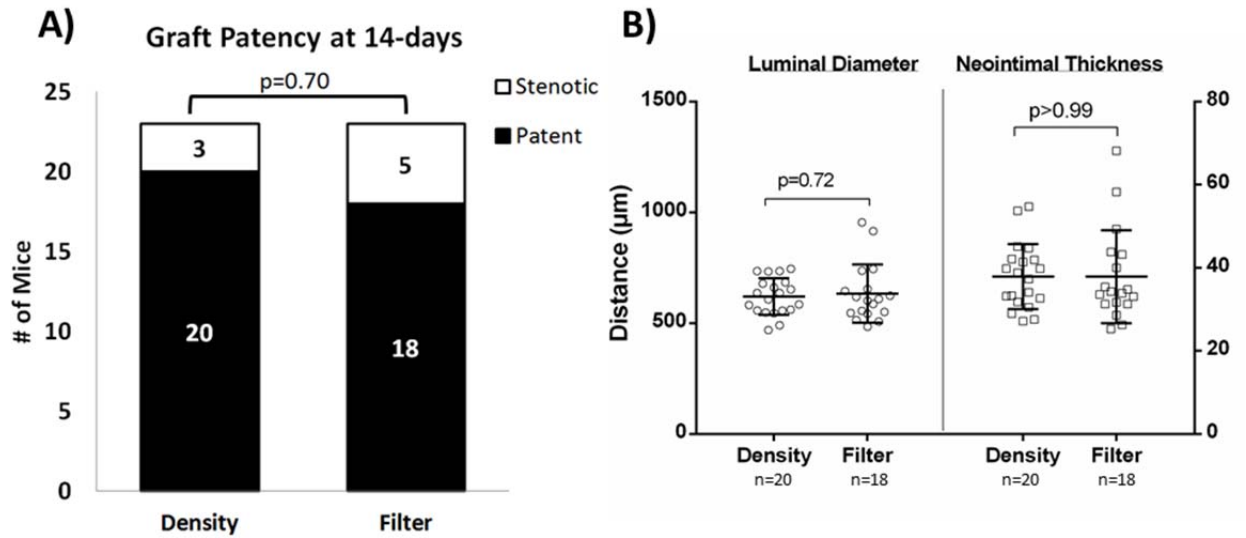 A)
Graft Patency at 14-days
p=0.70
Stenotic
Patent
# of Mice
25
20
15
10
5
0
3
5
20
18
Density
Filter
B)
Luminal Diameter
Neointimal Thickness
p=0.72
p>0.99
Distance (µm)
1500
1000
500
0
80
60
40
20
0
Density
Filter
Density
Filter
n=20
n=18
n=20
n=18